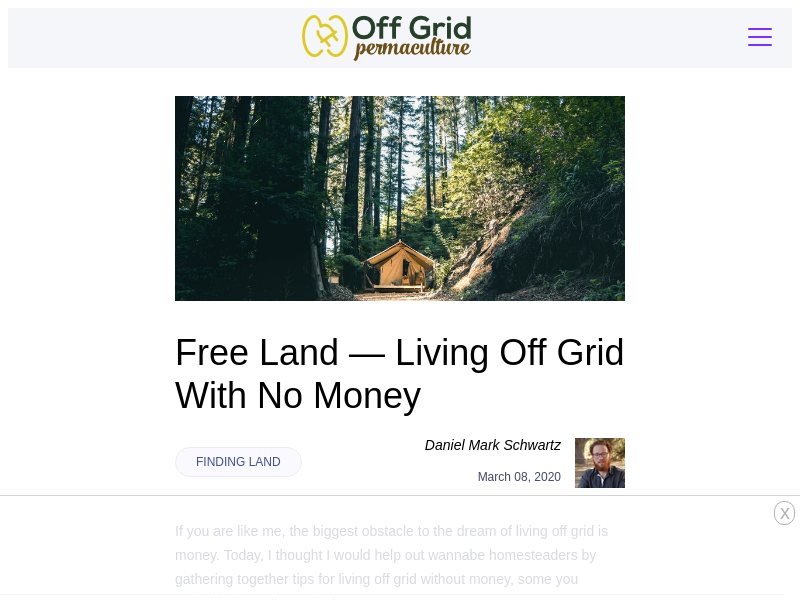 Off Grid
permaculture
Free Land — Living Off Grid
With No Money
Daniel Mark Schwartz
FINDING LAND
March 08, 2020
X
If you are like me, the biggest obstacle to the dream of living off grid is
money. Today, I thought I would help out wannabe homesteaders by
gathering together tips for living off grid without money, some you